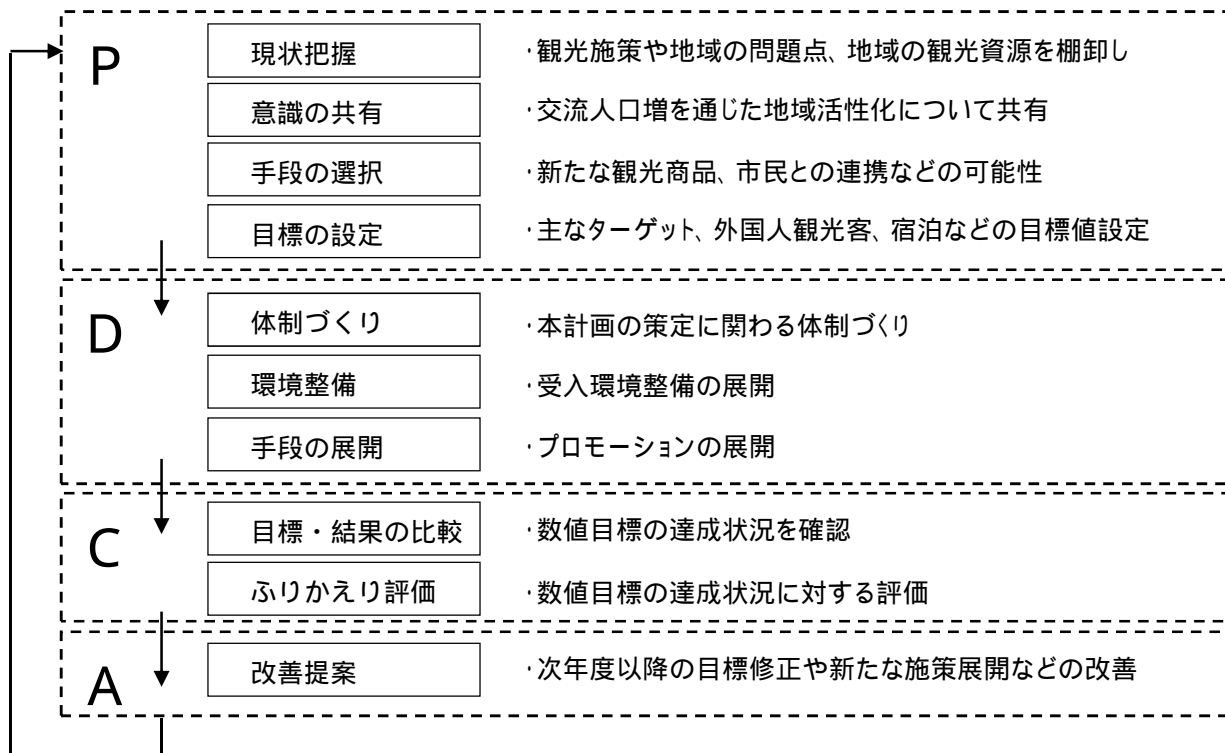 P
現状把握
・観光施策や地域の問題点、地域の観光資源を棚卸し
意識の共有
・交流人口増を通じた地域活性化について共有
手段の選択
・新たな観光商品、市民との連携などの可能性
目標の設定
・主なターゲット、外国人観光客、宿泊などの目標値設定
D
体制づくり
・本計画の策定に関わる体制づくり
環境整備
・受入環境整備の展開
手段の展開
・プロモーションの展開
C
目標・結果の比較
・数値目標の達成状況を確認
ふりかえり評価
・数値目標の達成状況に対する評価
A
改善提案
・次年度以降の目標修正や新たな施策展開などの改善